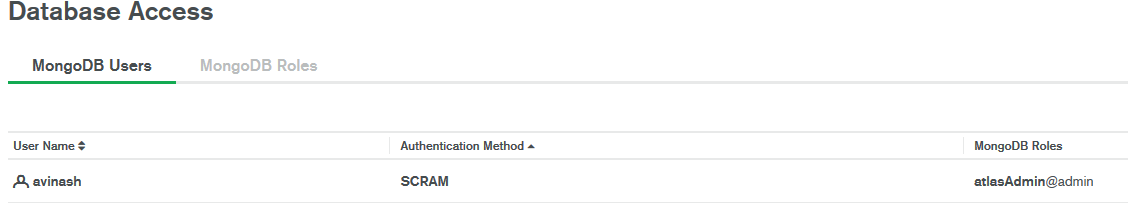 Database Access
MongoDB Users MongoDB Roles
User Name Authentication Method MongoDB Roles
avinash SCRAM atlasAdmin@admin